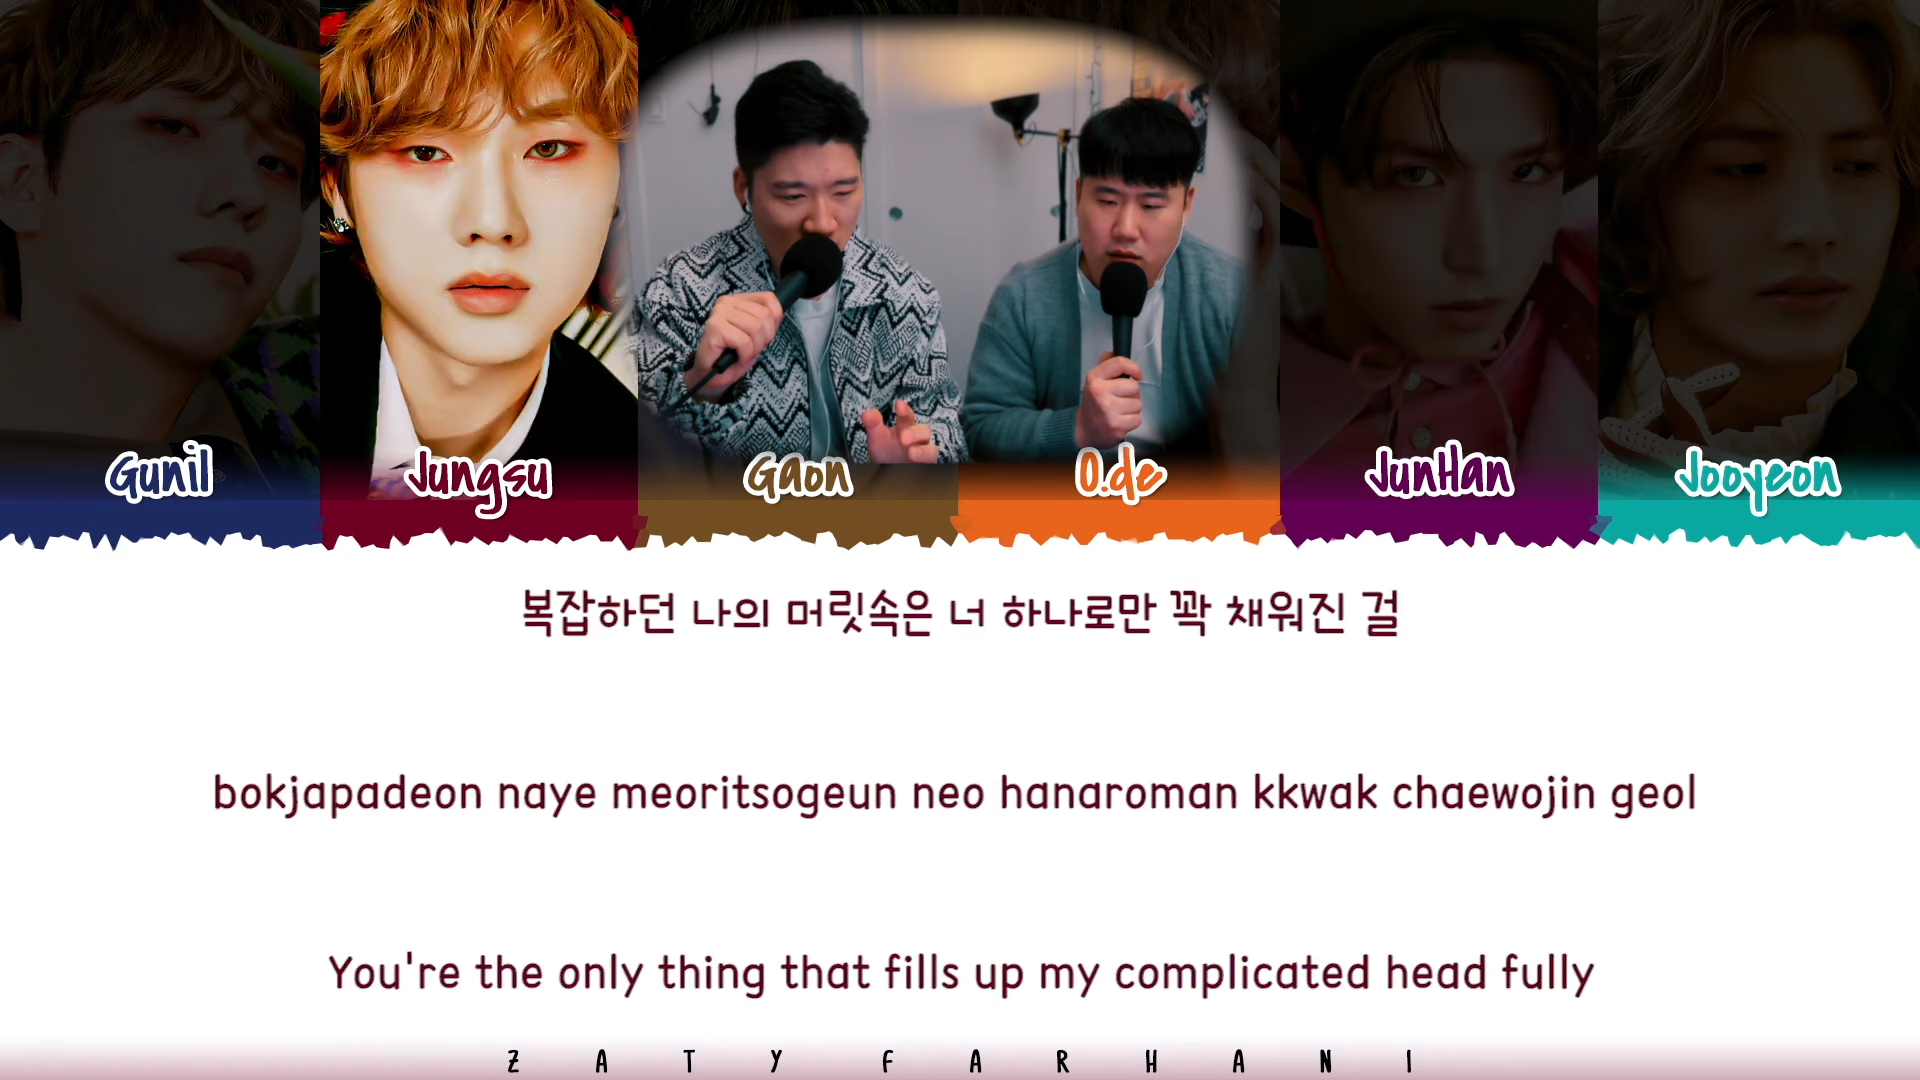 Gunil Jungsu Gaon O.de JunHan Jooyeon
복잡하던 나의 머릿속은 너 하나로만 꽉 채워진 걸
bokjapadeon naye meoritsogeun neo hanaroman kkwak chaewojin geol
You're the only thing that fills up my complicated head fully
ZATY FARHANI